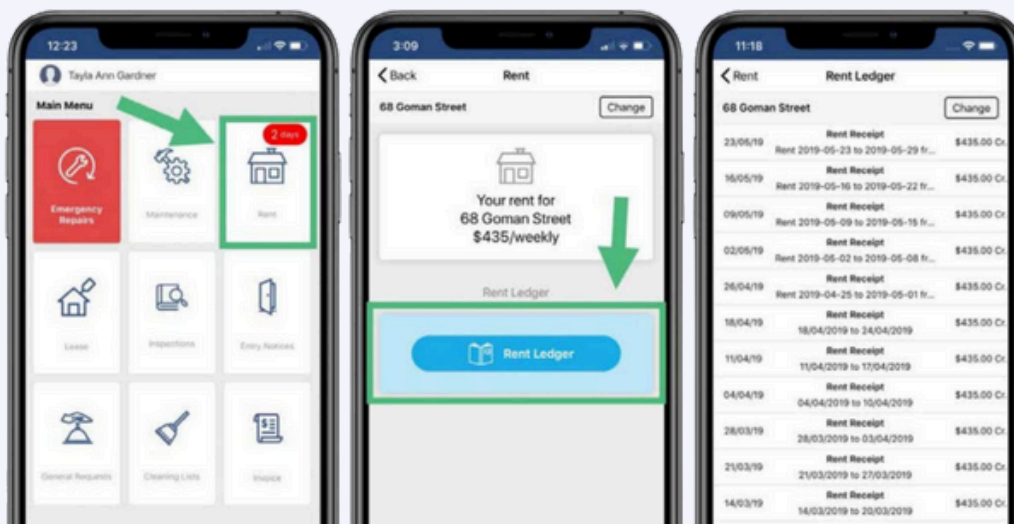 12:23
Tayla Ann Gardner
Main Menu
2 days
Emergency
Repairs
Maintenance
Rent
Lease
Inspections
Entry Notices
General Requests
Cleaning Lists
Invoice
3:09
Back
Rent
68 Goman Street
Change
Your rent for
68 Goman Street
$435/weekly
Rent Ledger
Rent Ledger
11:18
Rent
Rent Ledger
68 Goman Street
Change
Rent Receipt
23/05/19
$435.00 Cr.
Rent 2019-05-23 to 2019-05-29 fr...
Rent Receipt
16/05/19
$435.00 Cr.
Rent 2019-05-16 to 2019-05-22 fr...
Rent Receipt
09/05/19
$435.00 Cr.
Rent 2019-05-09 to 2019-05-15 fr...
Rent Receipt
02/05/19
$435.00 Cr.
Rent 2019-05-02 to 2019-05-08 fr...
Rent Receipt
26/04/19
$435.00 Cr.
Rent 2019-04-25 to 2019-05-01 fr...
Rent Receipt
18/04/19
$435.00 Cr.
18/04/2019 to 24/04/2019
Rent Receipt
11/04/19
$435.00 Cr.
11/04/2019 to 17/04/2019
Rent Receipt
04/04/19
$435.00 Cr.
04/04/2019 to 10/04/2019
Rent Receipt
28/03/19
$435.00 Cr.
28/03/2019 to 03/04/2019
Rent Receipt
21/03/19
$435.00 Cr.
21/03/2019 to 27/03/2019
Rent Receipt
14/03/19
$435.00 Cr.
14/03/2019 to 20/03/2019